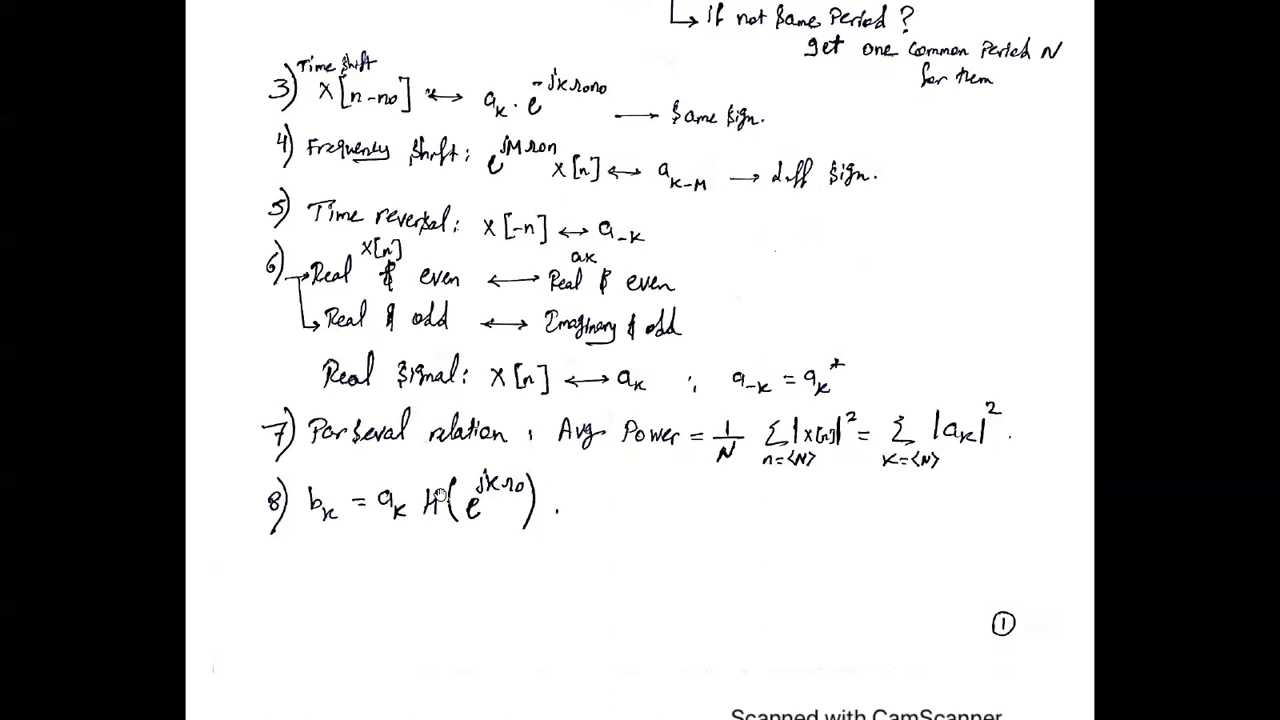 ↳ if not same Period?
get one common Period N
for them
Time shift
3) x[n-n0] ↔ ak · e^-jkΩ0n0 → Same sign.
4) Frequency shift: e^jMΩ0n x[n] ↔ ak-M → diff sign.
5) Time reversal: x[-n] ↔ a-k
x[n] ak
6) → Real & even ↔ Real & even
↳ Real & odd ↔ Imaginary & odd
Real Signal: x[n] ↔ ak ; a-k = ak*
7) Parseval relation: Avg Power = 1/N Σ n=<N> |x[n]|² = Σ k=<N> |ak|².
8) bk = ak H(e^jkΩ0).
1
Scanned with CamScanner